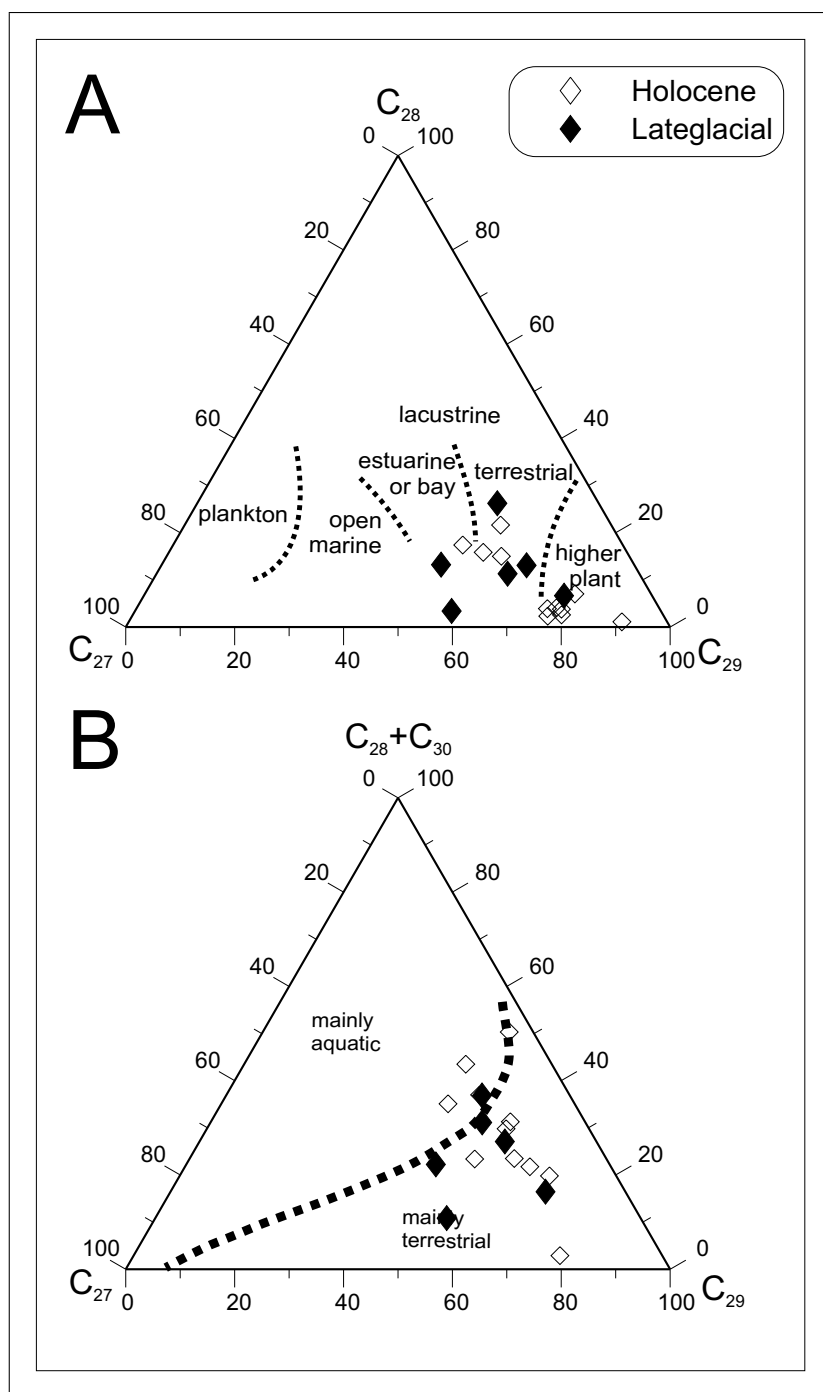 A
Holocene
Lateglacial
C₂₈
0 100
20 80
40 60
60 40
80 20
100 0
lacustrine
estuarine
or bay
terrestrial
plankton
open
marine
higher
plant
C₂₇ 0 20 40 60 80 100 C₂₉
B
C₂₈+C₃₀
0 100
20 80
40 60
60 40
80 20
100 0
mainly
aquatic
mainly
terrestrial
C₂₇ 0 20 40 60 80 100 C₂₉